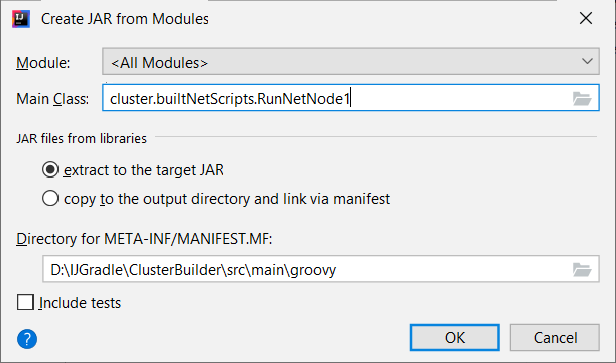 IJ
Create JAR from Modules
Module: <All Modules>
Main Class: cluster.builtNetScripts.RunNetNode1
JAR files from libraries
extract to the target JAR
copy to the output directory and link via manifest
Directory for META-INF/MANIFEST.MF:
D:\IJGradle\ClusterBuilder\src\main\groovy
Include tests
? OK Cancel